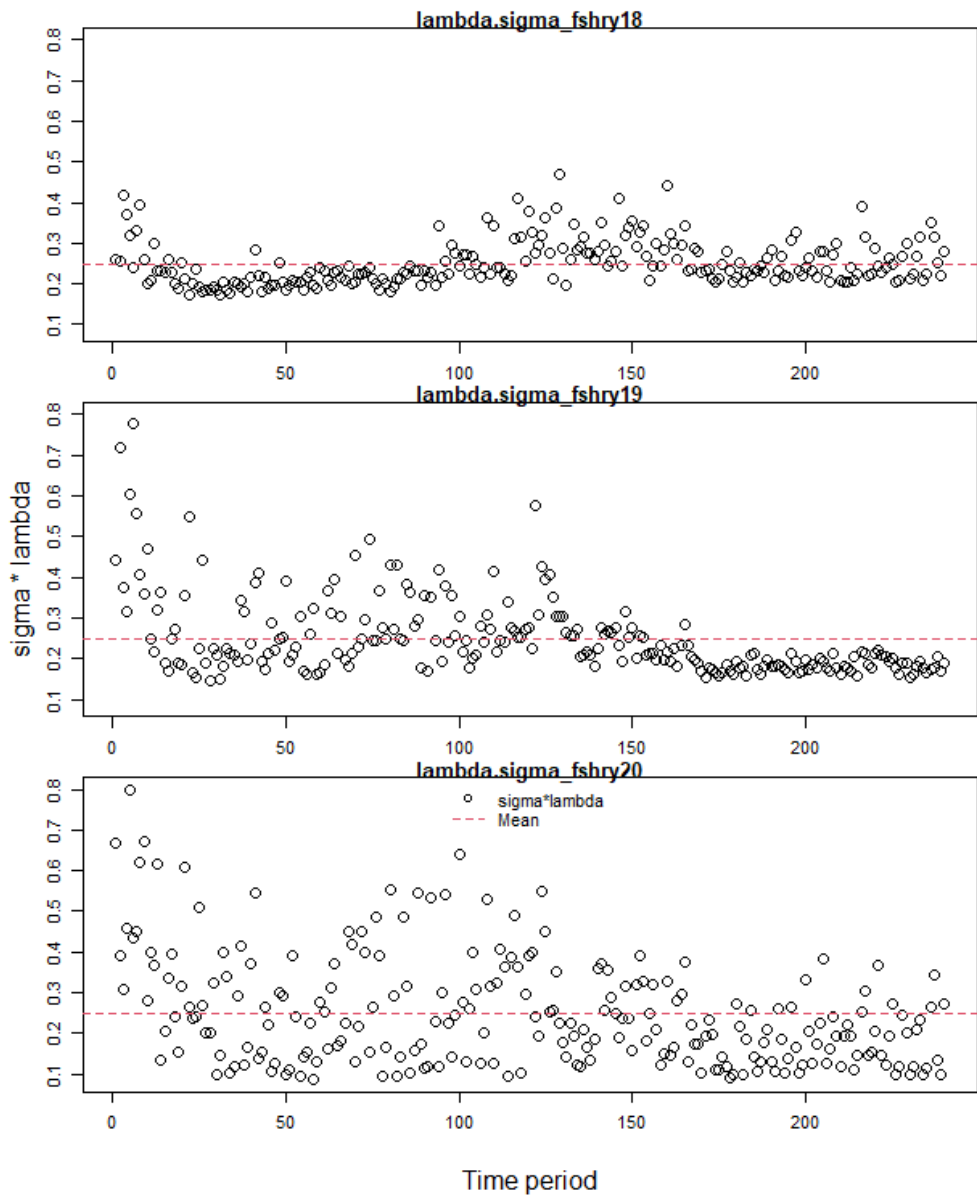 lambda.sigma_fshry18
0.8
0.7
0.6
0.5
0.4
0.3
0.2
0.1
0 50 100 150 200
lambda.sigma_fshry19
0.8
0.7
0.6
0.5
0.4
0.3
0.2
0.1
sigma * lambda
0 50 100 150 200
lambda.sigma_fshry20
0.8
0.7
0.6
0.5
0.4
0.3
0.2
0.1
sigma*lambda
Mean
0 50 100 150 200
Time period